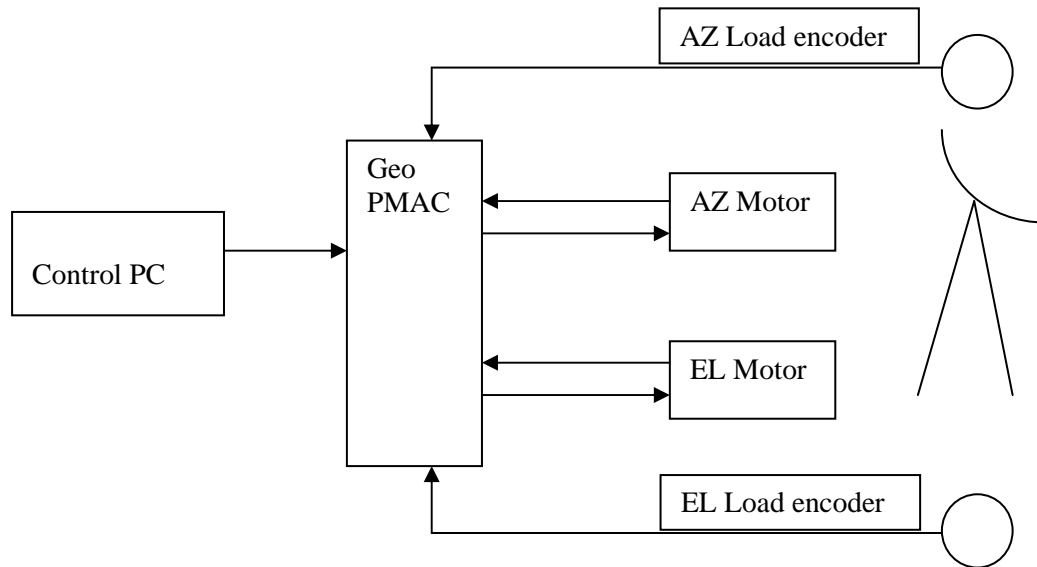 AZ Load encoder
Geo
PMAC
AZ Motor
Control PC
EL Motor
EL Load encoder